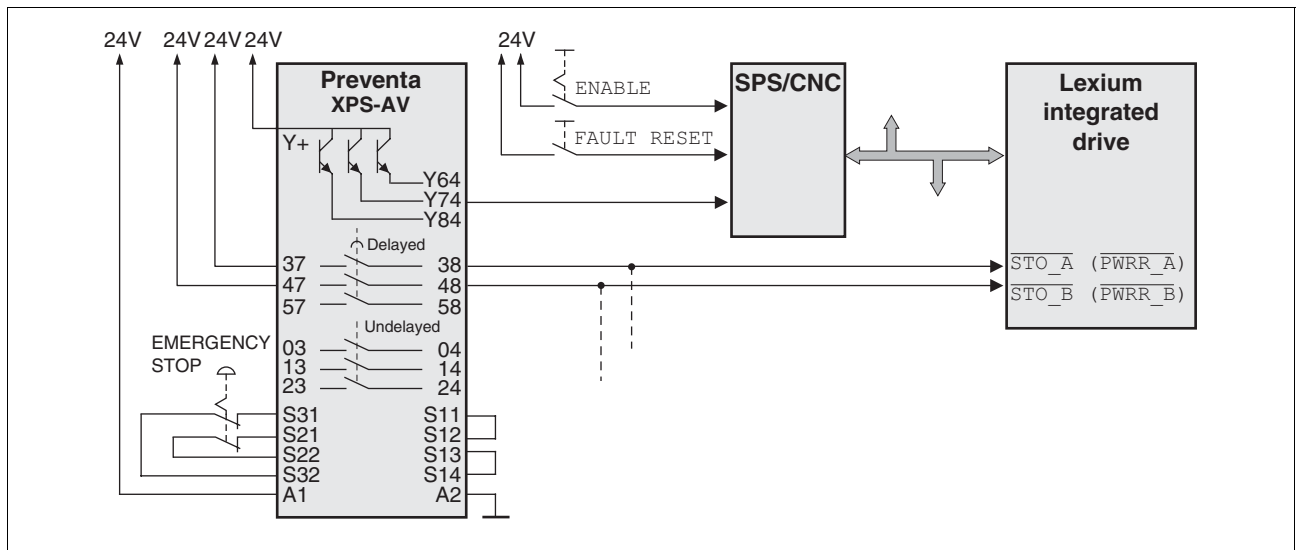 24V 24V 24V 24V
24V
Preventa
XPS-AV
Y+
Y64
Y74
Y84
Delayed
37 38
47 48
57 58
Undelayed
03 04
13 14
23 24
EMERGENCY
STOP
S31 S11
S21 S12
S22 S13
S32 S14
A1 A2
ENABLE
FAULT RESET
SPS/CNC
Lexium
integrated
drive
STO_A (PWRR_A)
STO_B (PWRR_B)